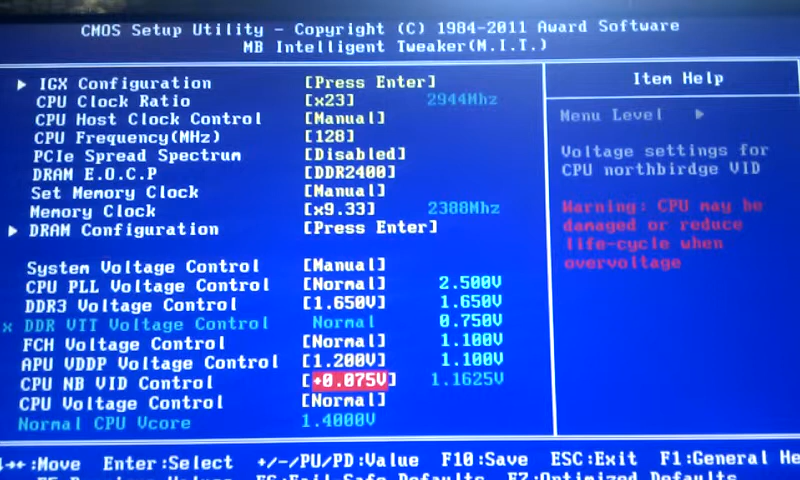 CMOS Setup Utility - Copyright (C) 1984-2011 Award Software
MB Intelligent Tweaker(M.I.T.)
▶ IGX Configuration [Press Enter]
CPU Clock Ratio [x23] 2944Mhz
CPU Host Clock Control [Manual]
CPU Frequency(MHz) [128]
PCIe Spread Spectrum [Disabled]
DRAM E.O.C.P [DDR2400]
Set Memory Clock [Manual]
Memory Clock [x9.33] 2388Mhz
▶ DRAM Configuration [Press Enter]
System Voltage Control [Manual]
CPU PLL Voltage Control [Normal] 2.500V
DDR3 Voltage Control [1.650V] 1.650V
x DDR VTT Voltage Control Normal 0.750V
FCH Voltage Control [Normal] 1.100V
APU VDDP Voltage Control [1.200V] 1.100V
CPU NB VID Control [+0.075V] 1.1625V
CPU Voltage Control [Normal]
Normal CPU Vcore 1.4000V
Item Help
Menu Level ▶
Voltage settings for
CPU northbirdge VID
Warning: CPU may be
damaged or reduce
life-cycle when
overvoltage
:Move Enter:Select +/-/PU/PD:Value F10:Save ESC:Exit F1:General He